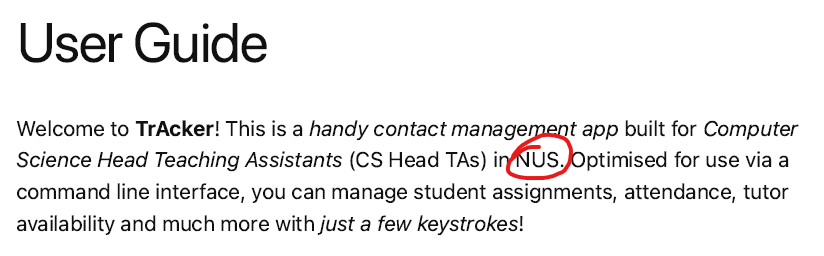 User Guide
Welcome to TrAcker! This is a handy contact management app built for Computer
Science Head Teaching Assistants (CS Head TAs) in NUS. Optimised for use via a
command line interface, you can manage student assignments, attendance, tutor
availability and much more with just a few keystrokes!